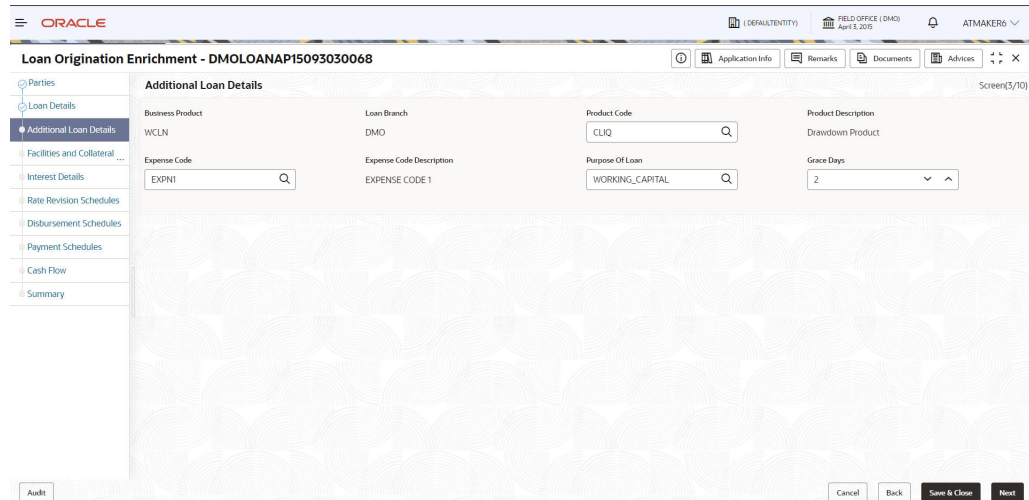 ORACLE
( DEFAULTENTITY)
FIELD OFFICE ( DMO)
April 3, 2015
ATMAKER6
Loan Origination Enrichment - DMOLOANAP15093030068
Application Info
Remarks
Documents
Advices
Parties
Loan Details
Additional Loan Details
Facilities and Collateral ...
Interest Details
Rate Revision Schedules
Disbursement Schedules
Payment Schedules
Cash Flow
Summary
Additional Loan Details
Screen(3/10)
Business Product
Loan Branch
Product Code
Product Description
WCLN
DMO
CLIQ
Drawdown Product
Expense Code
Expense Code Description
Purpose Of Loan
Grace Days
EXPN1
EXPENSE CODE 1
WORKING_CAPITAL
2
Audit
Cancel
Back
Save & Close
Next